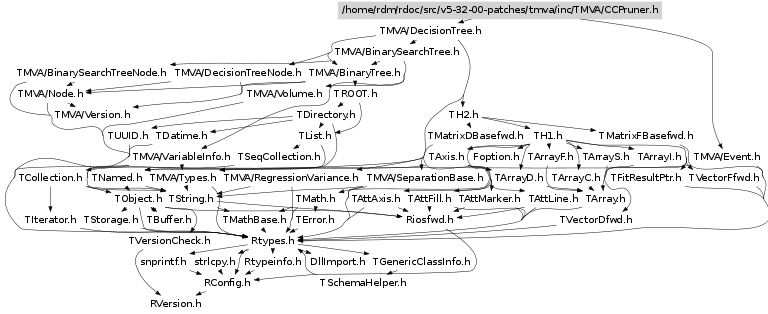 /home/rdm/rdoc/src/v5-32-00-patches/tmva/inc/TMVA/CCPruner.h
TMVA/DecisionTree.h
TMVA/BinarySearchTree.h
TMVA/BinarySearchTreeNode.h TMVA/DecisionTreeNode.h TMVA/BinaryTree.h
TMVA/Node.h TMVA/Volume.h TROOT.h
TMVA/Version.h TDirectory.h TH2.h
TUUID.h TDatime.h TList.h TMatrixDBasefwd.h TH1.h TMatrixFBasefwd.h
TMVA/VariableInfo.h TSeqCollection.h TAxis.h Foption.h TArrayF.h TArrayS.h TArrayI.h TMVA/Event.h
TCollection.h TNamed.h TMVA/Types.h TMVA/RegressionVariance.h TMVA/SeparationBase.h TArrayD.h TArrayC.h TFitResultPtr.h TVectorFfwd.h
TObject.h TString.h TMath.h TAttAxis.h TAttFill.h TAttMarker.h TAttLine.h TArray.h
TIterator.h TStorage.h TBuffer.h TMathBase.h TError.h Riosfwd.h TVectorDfwd.h
TVersionCheck.h Rtypes.h
snprintf.h strlcpy.h Rtypeinfo.h DllImport.h TGenericClassInfo.h
RConfig.h TSchemaHelper.h
RVersion.h